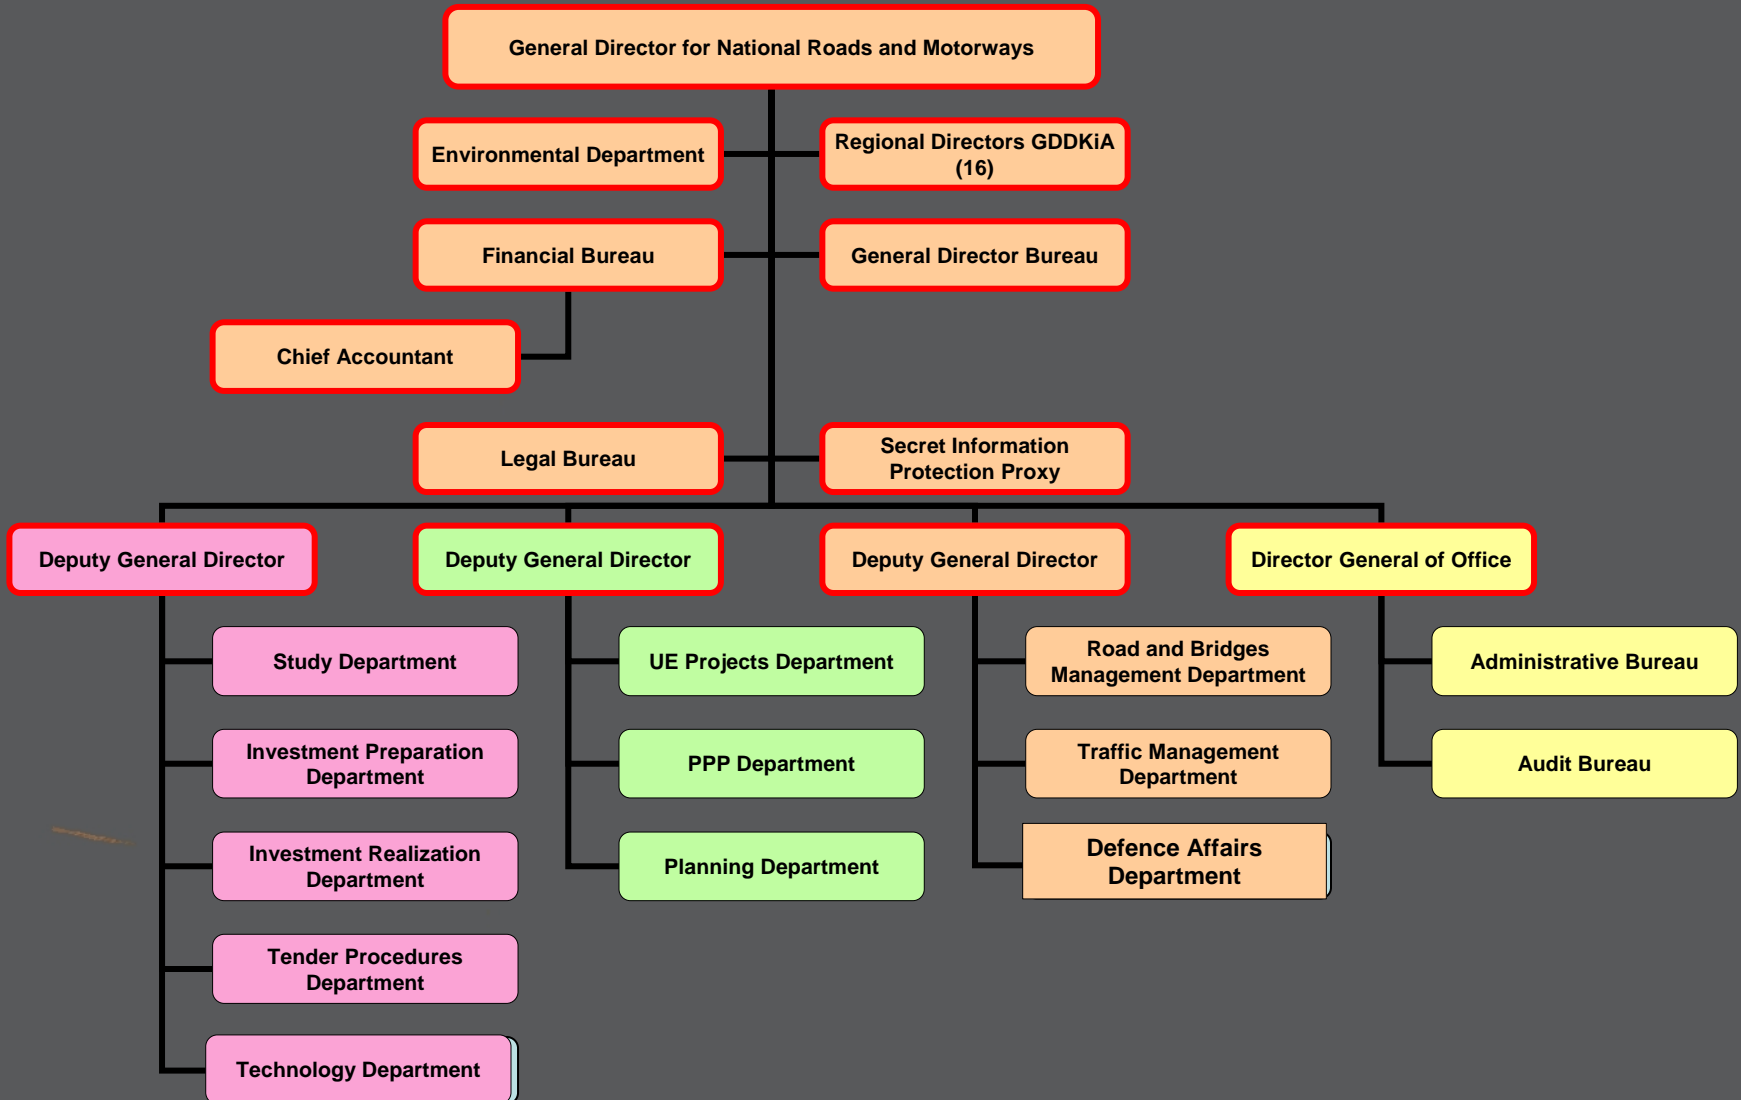 General Director for National Roads and Motorways
Environmental Department
Regional Directors GDDKiA
(16)
Financial Bureau
General Director Bureau
Chief Accountant
Legal Bureau
Secret Information
Protection Proxy
Deputy General Director
Deputy General Director
Deputy General Director
Director General of Office
Study Department
UE Projects Department
Road and Bridges
Management Department
Administrative Bureau
Investment Preparation
Department
PPP Department
Traffic Management
Department
Audit Bureau
Investment Realization
Department
Planning Department
Defence Affairs
Department
Tender Procedures
Department
Technology Department